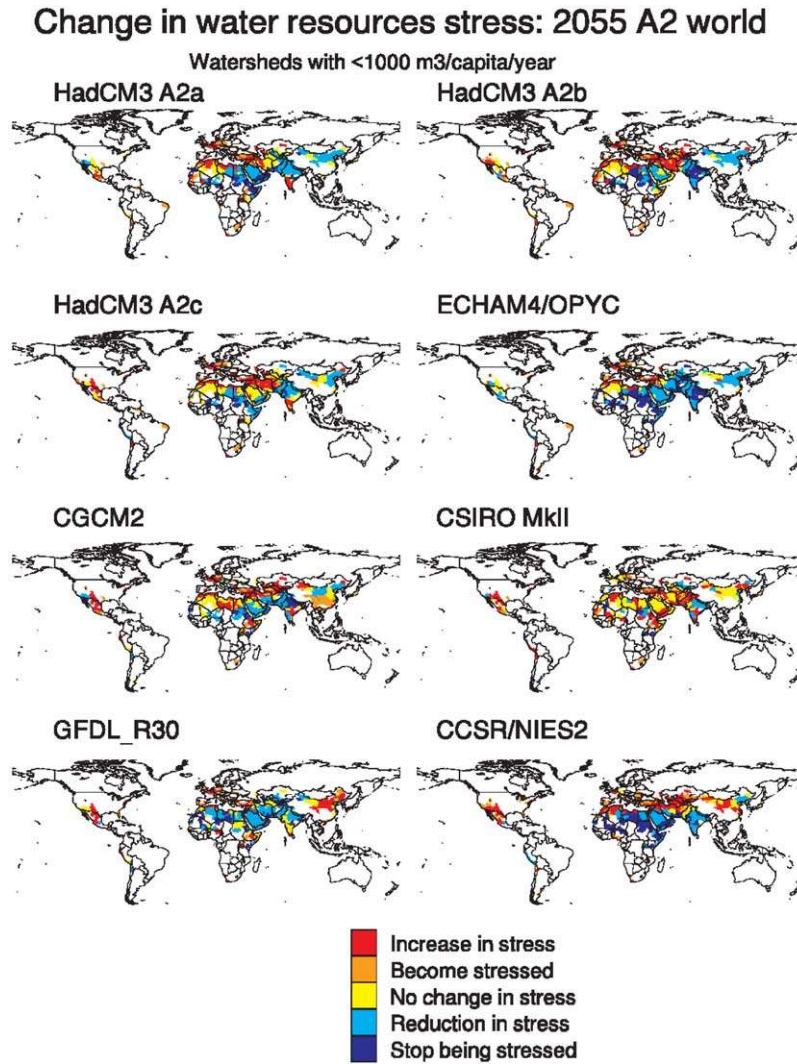 Change in water resources stress: 2055 A2 world
Watersheds with <1000 m3/capita/year
HadCM3 A2a
HadCM3 A2b
HadCM3 A2c
ECHAM4/OPYC
CGCM2
CSIRO MkII
GFDL_R30
CCSR/NIES2
Increase in stress
Become stressed
No change in stress
Reduction in stress
Stop being stressed